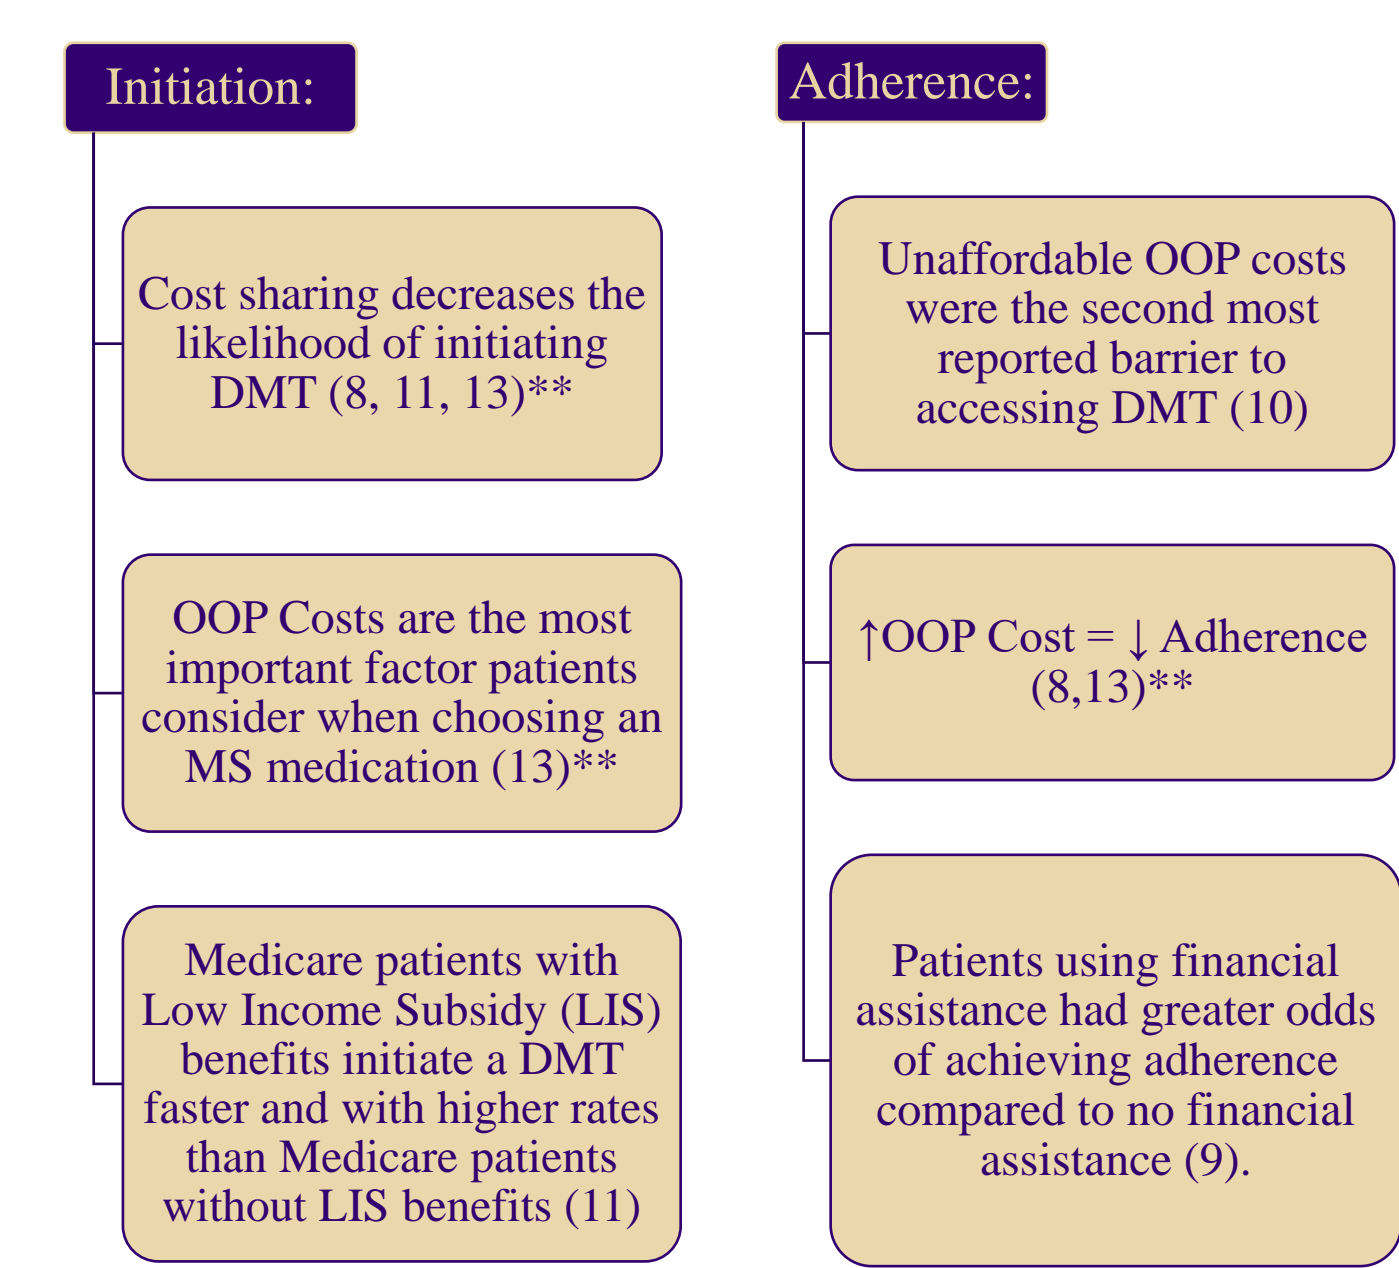 Initiation:
Cost sharing decreases the
likelihood of initiating
DMT (8, 11, 13)**
OOP Costs are the most
important factor patients
consider when choosing an
MS medication (13)**
Medicare patients with
Low Income Subsidy (LIS)
benefits initiate a DMT
faster and with higher rates
than Medicare patients
without LIS benefits (11)
Adherence:
Unaffordable OOP costs
were the second most
reported barrier to
accessing DMT (10)
↑OOP Cost = ↓ Adherence
(8,13)**
Patients using financial
assistance had greater odds
of achieving adherence
compared to no financial
assistance (9).